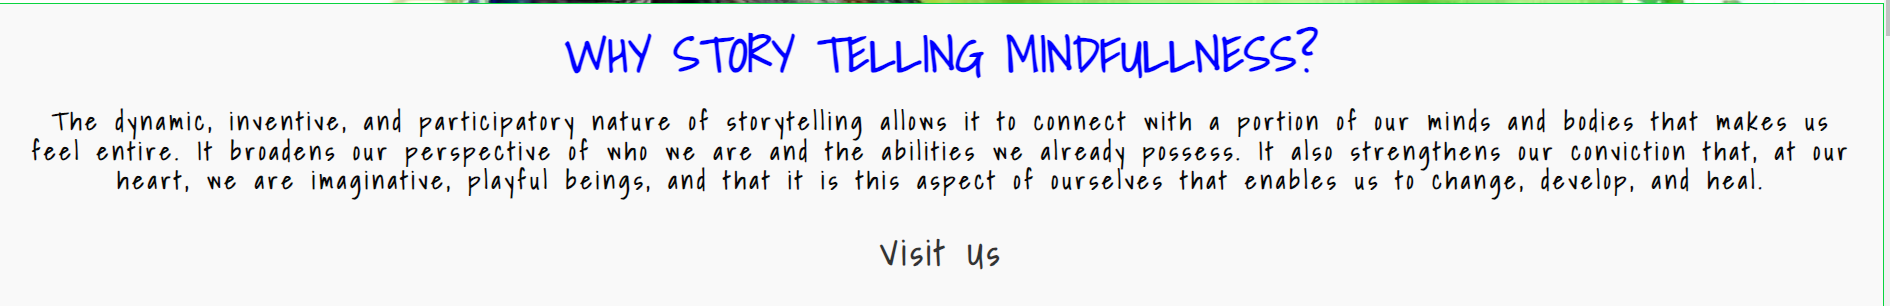 WHY STORY TELLING MINDFULLNESS?
The dynamic, inventive, and participatory nature of storytelling allows it to connect with a portion of our minds and bodies that makes us
feel entire. It broadens our perspective of who we are and the abilities we already possess. It also strengthens our conviction that, at our
heart, we are imaginative, playful beings, and that it is this aspect of ourselves that enables us to change, develop, and heal.
Visit Us